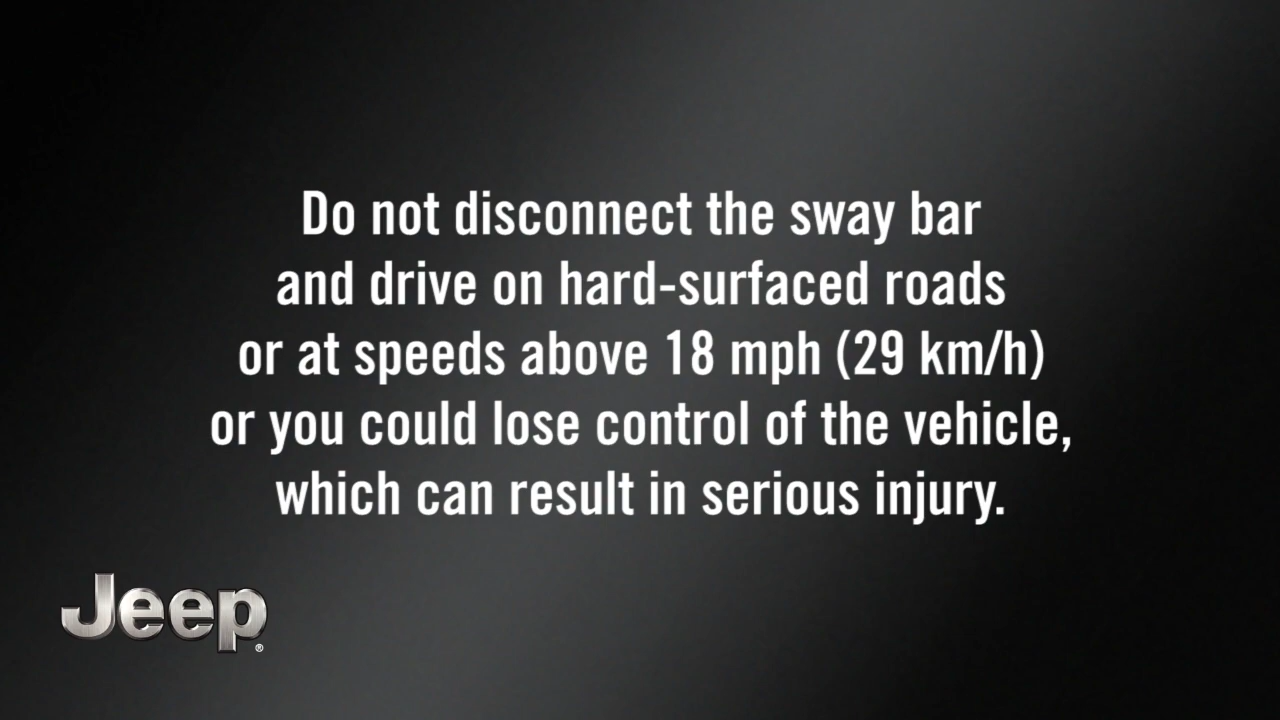 Do not disconnect the sway bar
and drive on hard-surfaced roads
or at speeds above 18 mph (29 km/h)
or you could lose control of the vehicle,
which can result in serious injury.
Jeep®